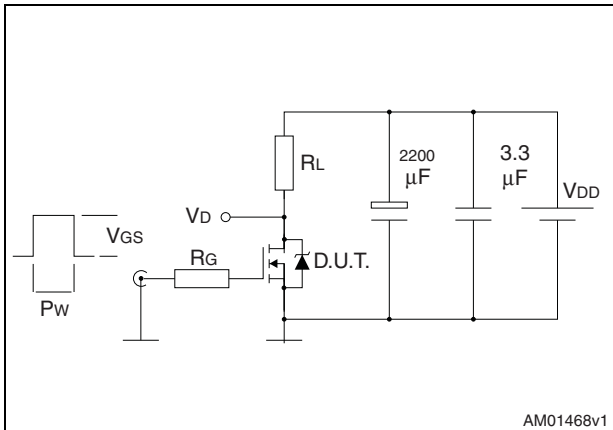 RL
2200
μF
3.3
μF
VDD
VD
VGS
RG
D.U.T.
PW
AM01468v1